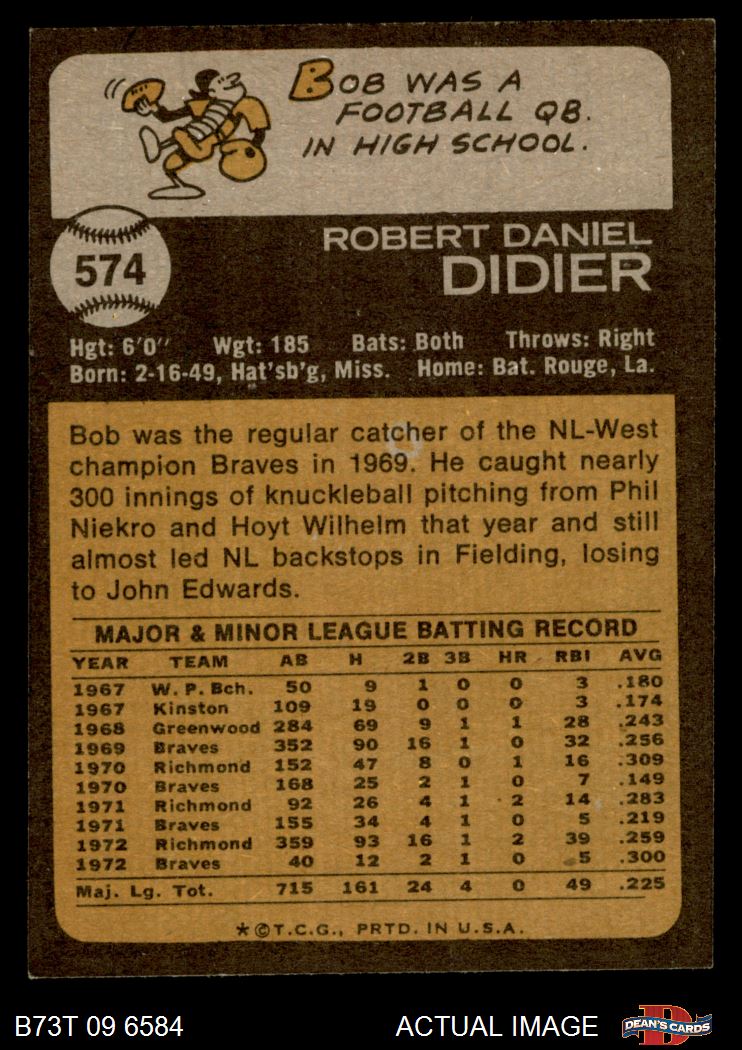 BOB WAS A
FOOTBALL QB.
IN HIGH SCHOOL.
574
ROBERT DANIEL
DIDIER
Hgt: 6'0" Wgt: 185 Bats: Both Throws: Right
Born: 2-16-49, Hat'sb'g, Miss. Home: Bat. Rouge, La.
Bob was the regular catcher of the NL-West
champion Braves in 1969. He caught nearly
300 innings of knuckleball pitching from Phil
Niekro and Hoyt Wilhelm that year and still
almost led NL backstops in Fielding, losing
to John Edwards.
MAJOR & MINOR LEAGUE BATTING RECORD
YEAR TEAM AB H 2B 3B HR RBI AVG
1967 W. P. Bch. 50 9 1 0 0 3 .180
1967 Kinston 109 19 0 0 0 3 .174
1968 Greenwood 284 69 9 1 1 28 .243
1969 Braves 352 90 16 1 0 32 .256
1970 Richmond 152 47 8 0 1 16 .309
1970 Braves 168 25 2 1 0 7 .149
1971 Richmond 92 26 4 1 2 14 .283
1971 Braves 155 34 4 1 0 5 .219
1972 Richmond 359 93 16 1 2 39 .259
1972 Braves 40 12 2 1 0 5 .300
Maj. Lg. Tot. 715 161 24 4 0 49 .225
*©T.C.G., PRTD. IN U.S.A.
B73T 09 6584 ACTUAL IMAGE D DEAN'S CARDS